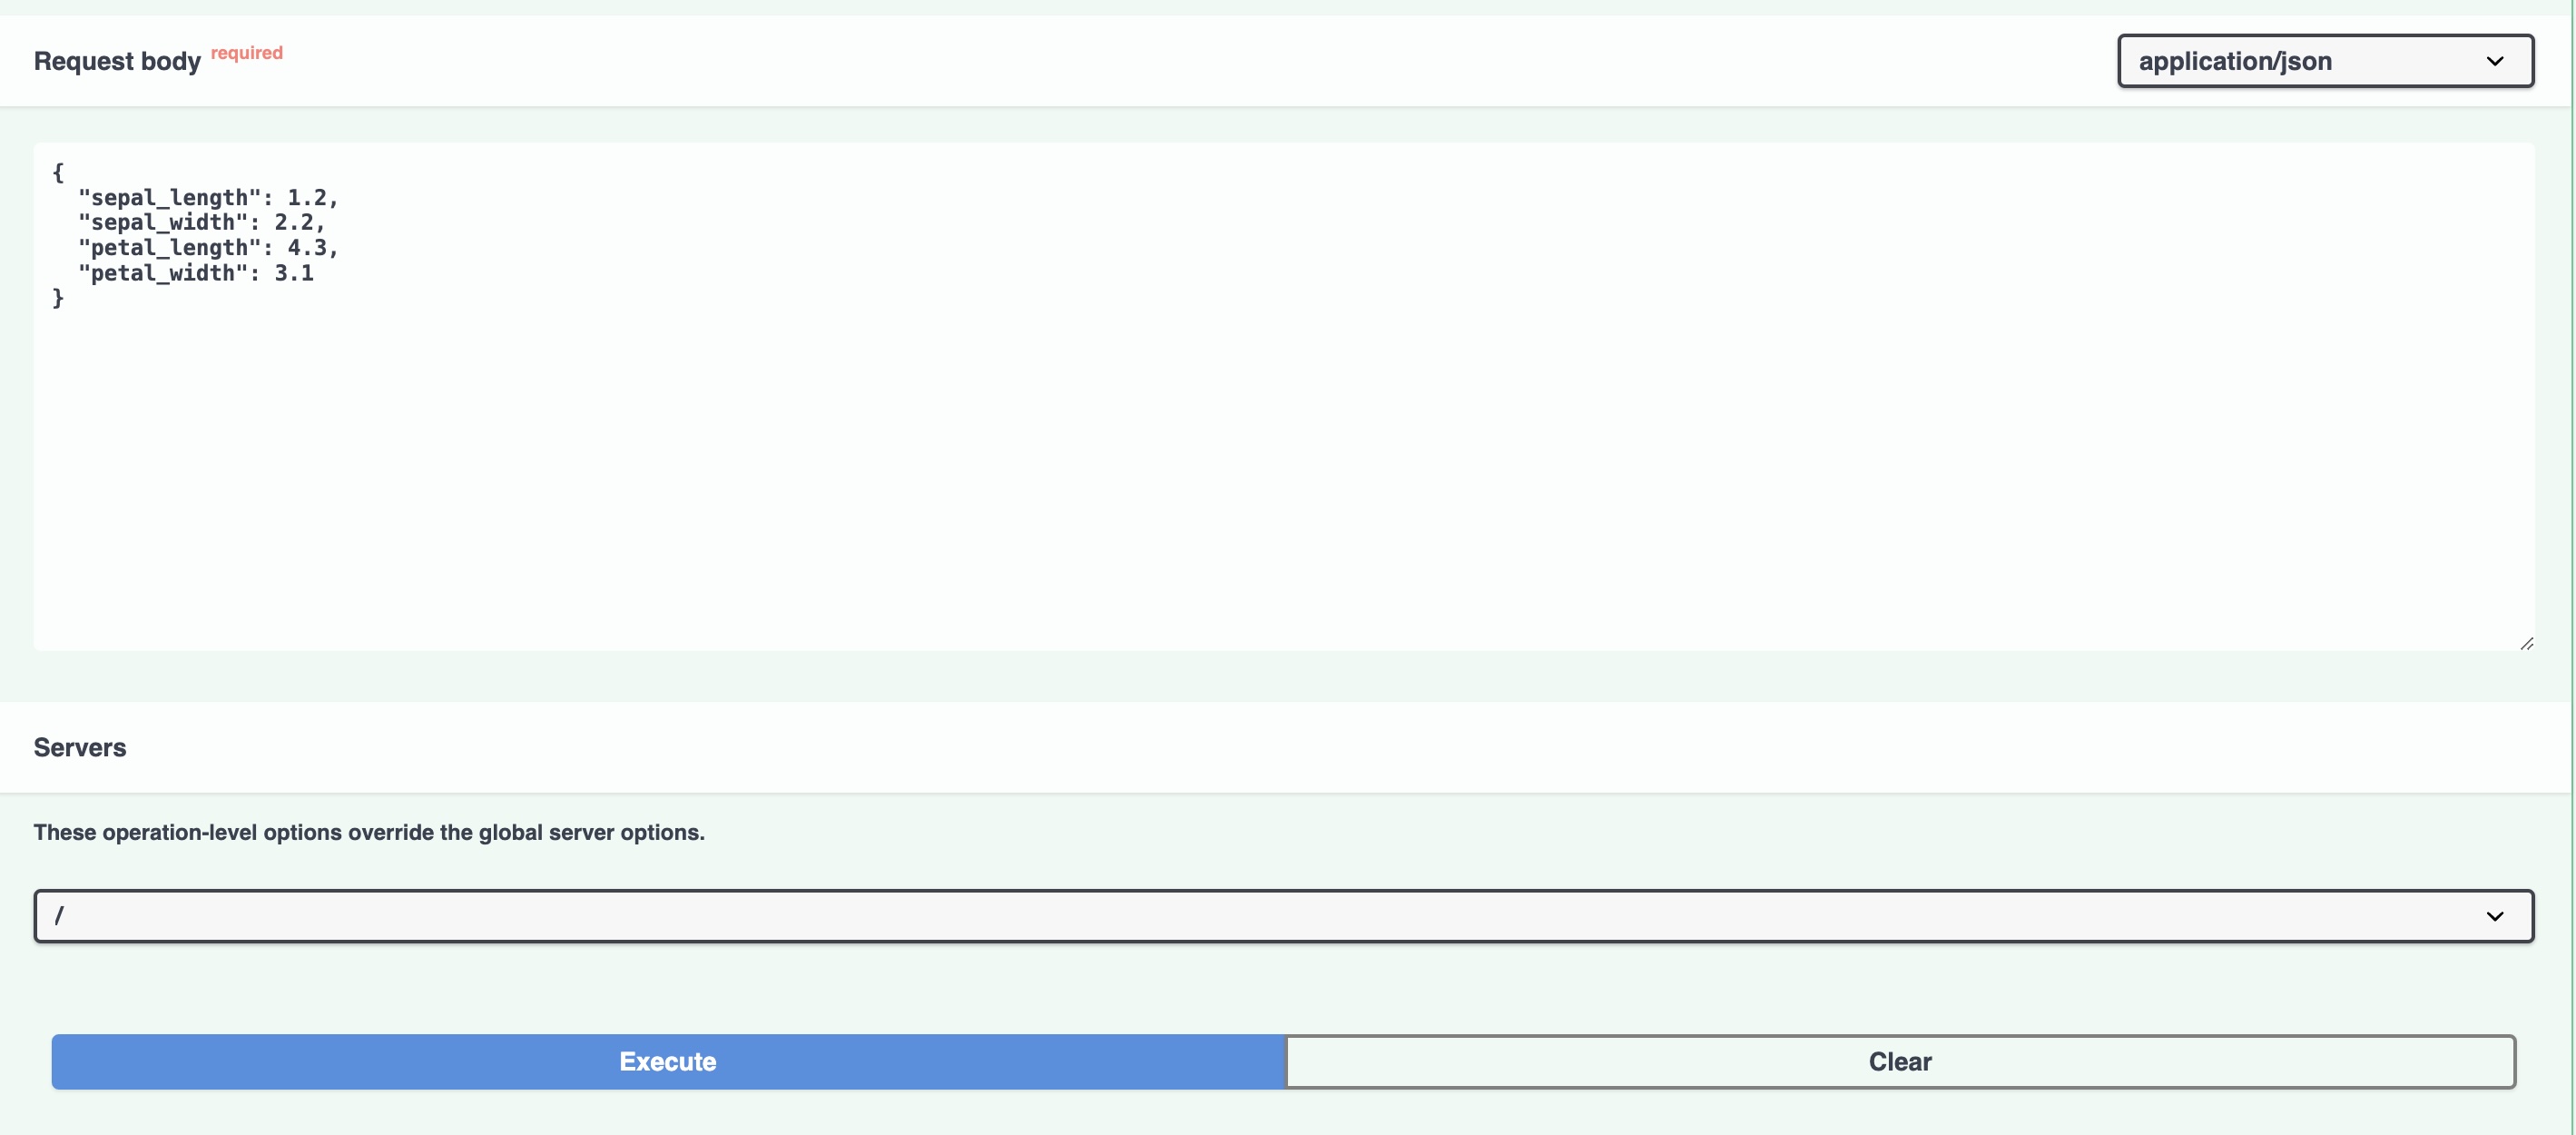 Request body required
application/json
{
  "sepal_length": 1.2,
  "sepal_width": 2.2,
  "petal_length": 4.3,
  "petal_width": 3.1
}
Servers
These operation-level options override the global server options.
/
Execute
Clear